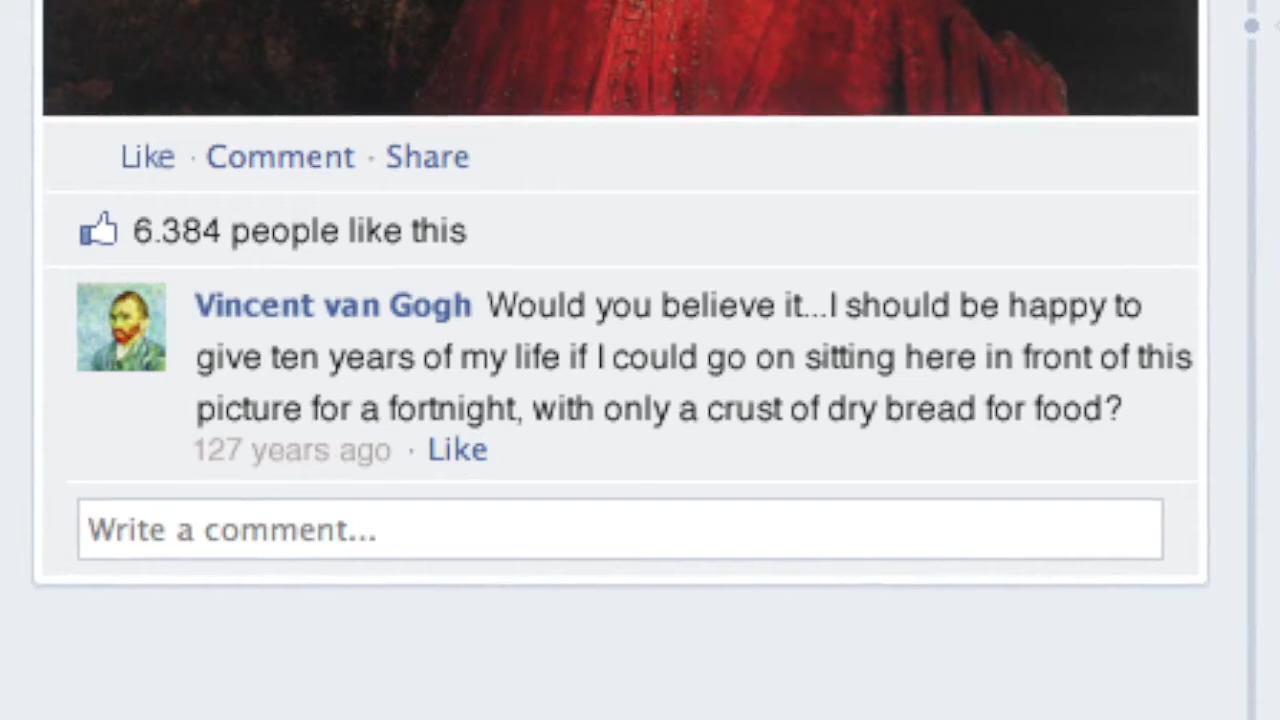 Like · Comment · Share
6.384 people like this
Vincent van Gogh Would you believe it...I should be happy to
give ten years of my life if I could go on sitting here in front of this
picture for a fortnight, with only a crust of dry bread for food?
127 years ago · Like
Write a comment...